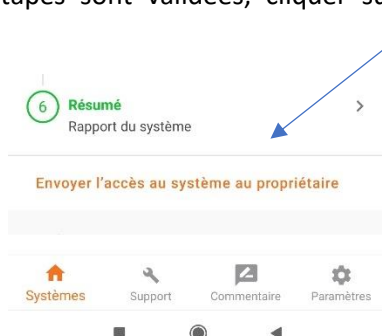 tapes sont validées, cliquer su
6 Résumé
Rapport du système
Envoyer l'accès au système au propriétaire
Systèmes Support Commentaire Paramètres